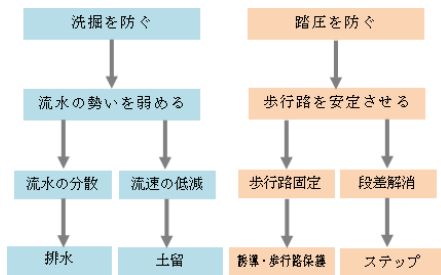 洗掘を防ぐ
踏圧を防ぐ
流水の勢いを弱める
歩行路を安定させる
流水の分散
流速の低減
歩行路固定
段差解消
排水
土留
誘導・歩行路保護
ステップ